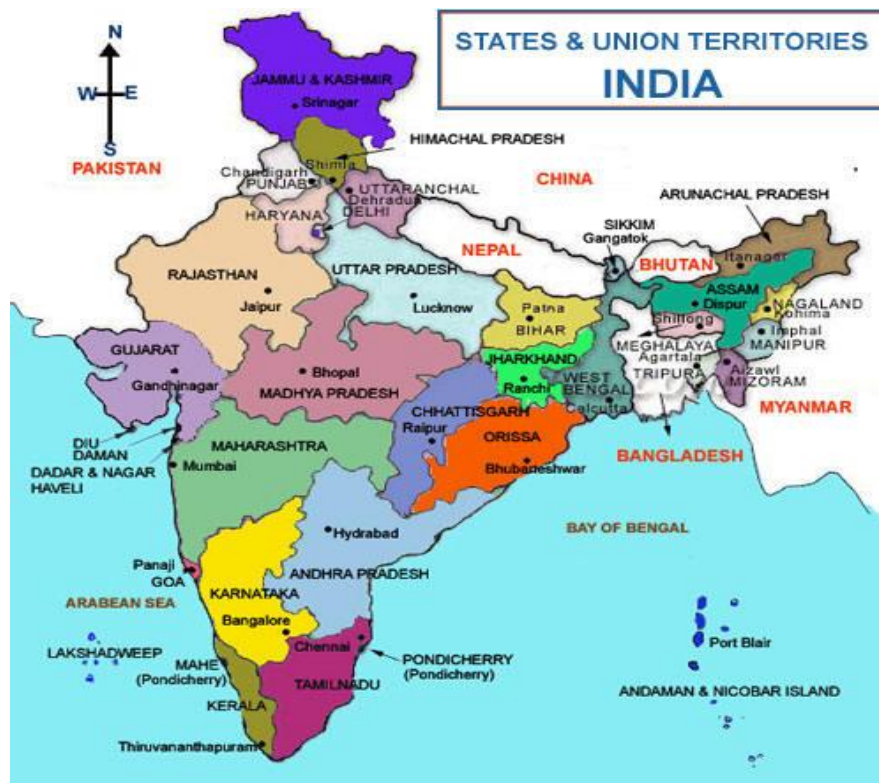 STATES & UNION TERRITORIES
INDIA
N
W
E
S
PAKISTAN
JAMMU & KASHMIR
Srinagar
HIMACHAL PRADESH
Shimla
Chandigarh
PUNJAB
UTTARANCHAL
Dehradun
CHINA
HARYANA
DELHI
ARUNACHAL PRADESH
SIKKIM
Gangatok
NEPAL
BHUTAN
Itanagar
RAJASTHAN
Jaipur
UTTAR PRADESH
Lucknow
ASSAM
Dispur
NAGALAND
Kohima
Patna
BIHAR
Shillong
MEGHALAYA
Imphal
MANIPUR
Agartala
TRIPURA
Aizawl
MIZORAM
GUJARAT
Gandhinagar
Bhopal
MADHYA PRADESH
JHARKHAND
Ranchi
WEST
BENGAL
Calcutta
MYANMAR
CHHATTISGARH
Raipur
ORISSA
Bhubaneshwar
BANGLADESH
DIU
DAMAN
DADAR & NAGAR
HAVELI
MAHARASHTRA
Mumbai
Hydrabad
BAY OF BENGAL
Panaji
GOA
ANDHRA PRADESH
KARNATAKA
Bangalore
ARABEAN SEA
LAKSHADWEEP
MAHE
(Pondicherry)
Chennai
PONDICHERRY
(Pondicherry)
Port Blair
TAMILNADU
KERALA
ANDAMAN & NICOBAR ISLAND
Thiruvananthapuram